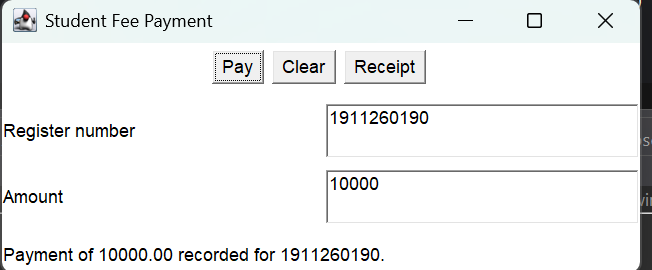 Student Fee Payment
Pay Clear Receipt
Register number 1911260190
Amount 10000
Payment of 10000.00 recorded for 1911260190.